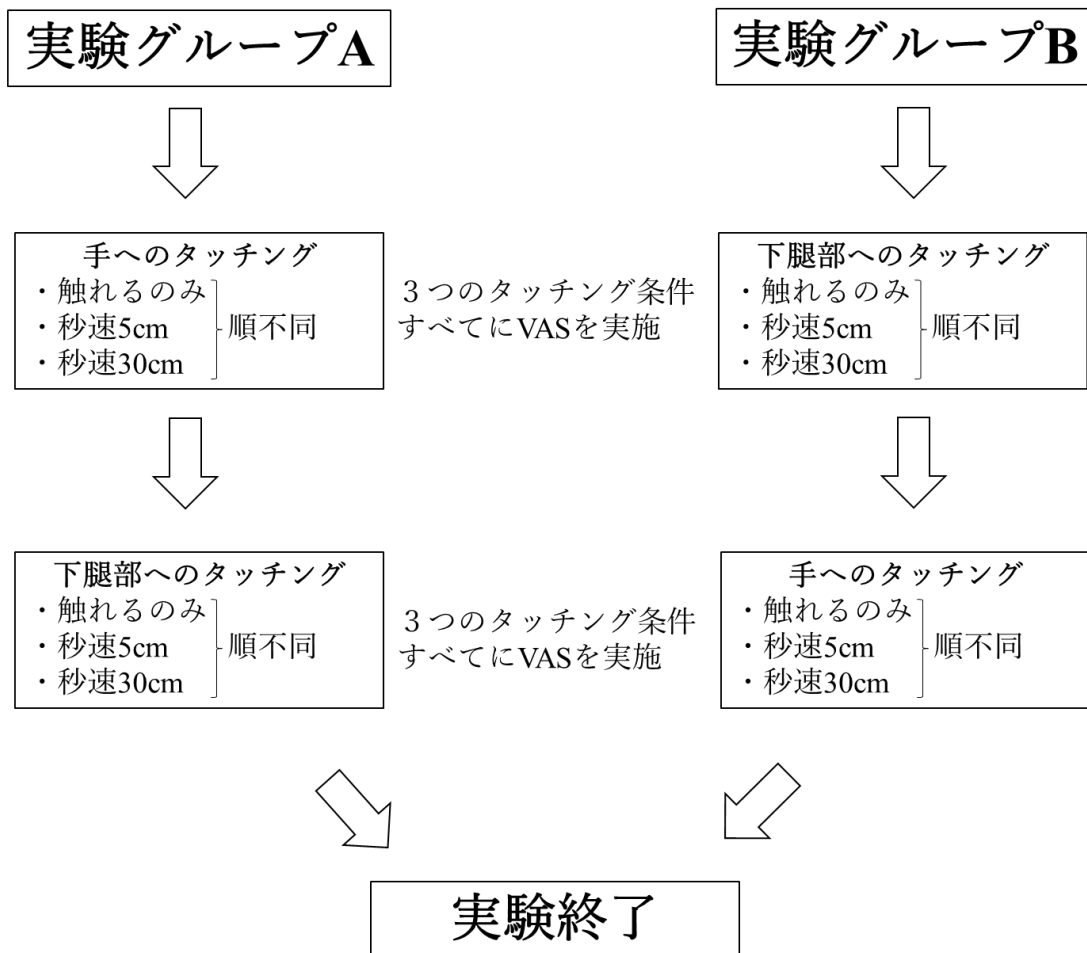 実験グループA
実験グループB
手へのタッチング
・触れるのみ
・秒速5cm
・秒速30cm
順不同
３つのタッチング条件
すべてにVASを実施
下腿部へのタッチング
・触れるのみ
・秒速5cm
・秒速30cm
順不同
下腿部へのタッチング
・触れるのみ
・秒速5cm
・秒速30cm
順不同
３つのタッチング条件
すべてにVASを実施
手へのタッチング
・触れるのみ
・秒速5cm
・秒速30cm
順不同
実験終了